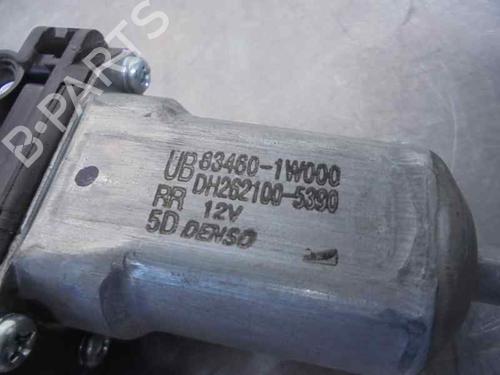 B-PARTS
UB 83460-1W000
RR DH262100-5390
12V
5D DENSO